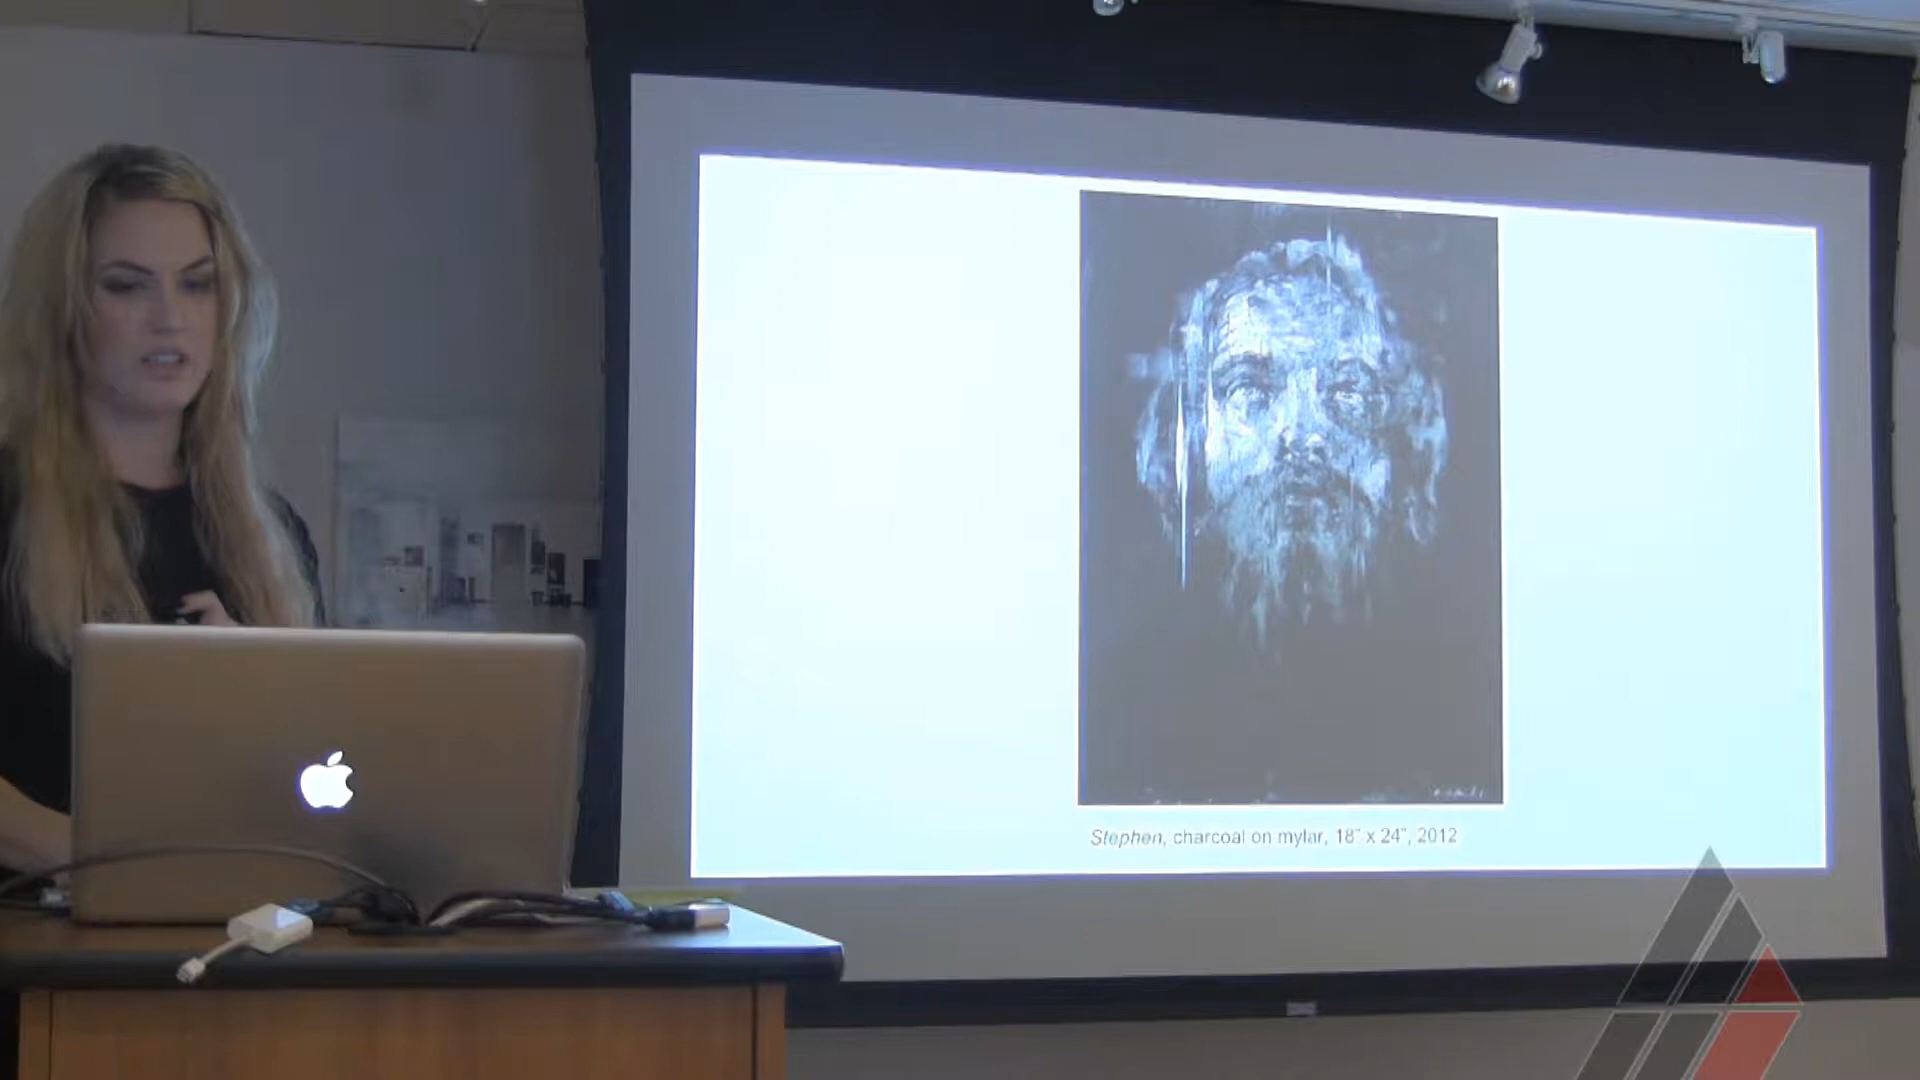 Stephen, charcoal on mylar, 18" x 24", 2012